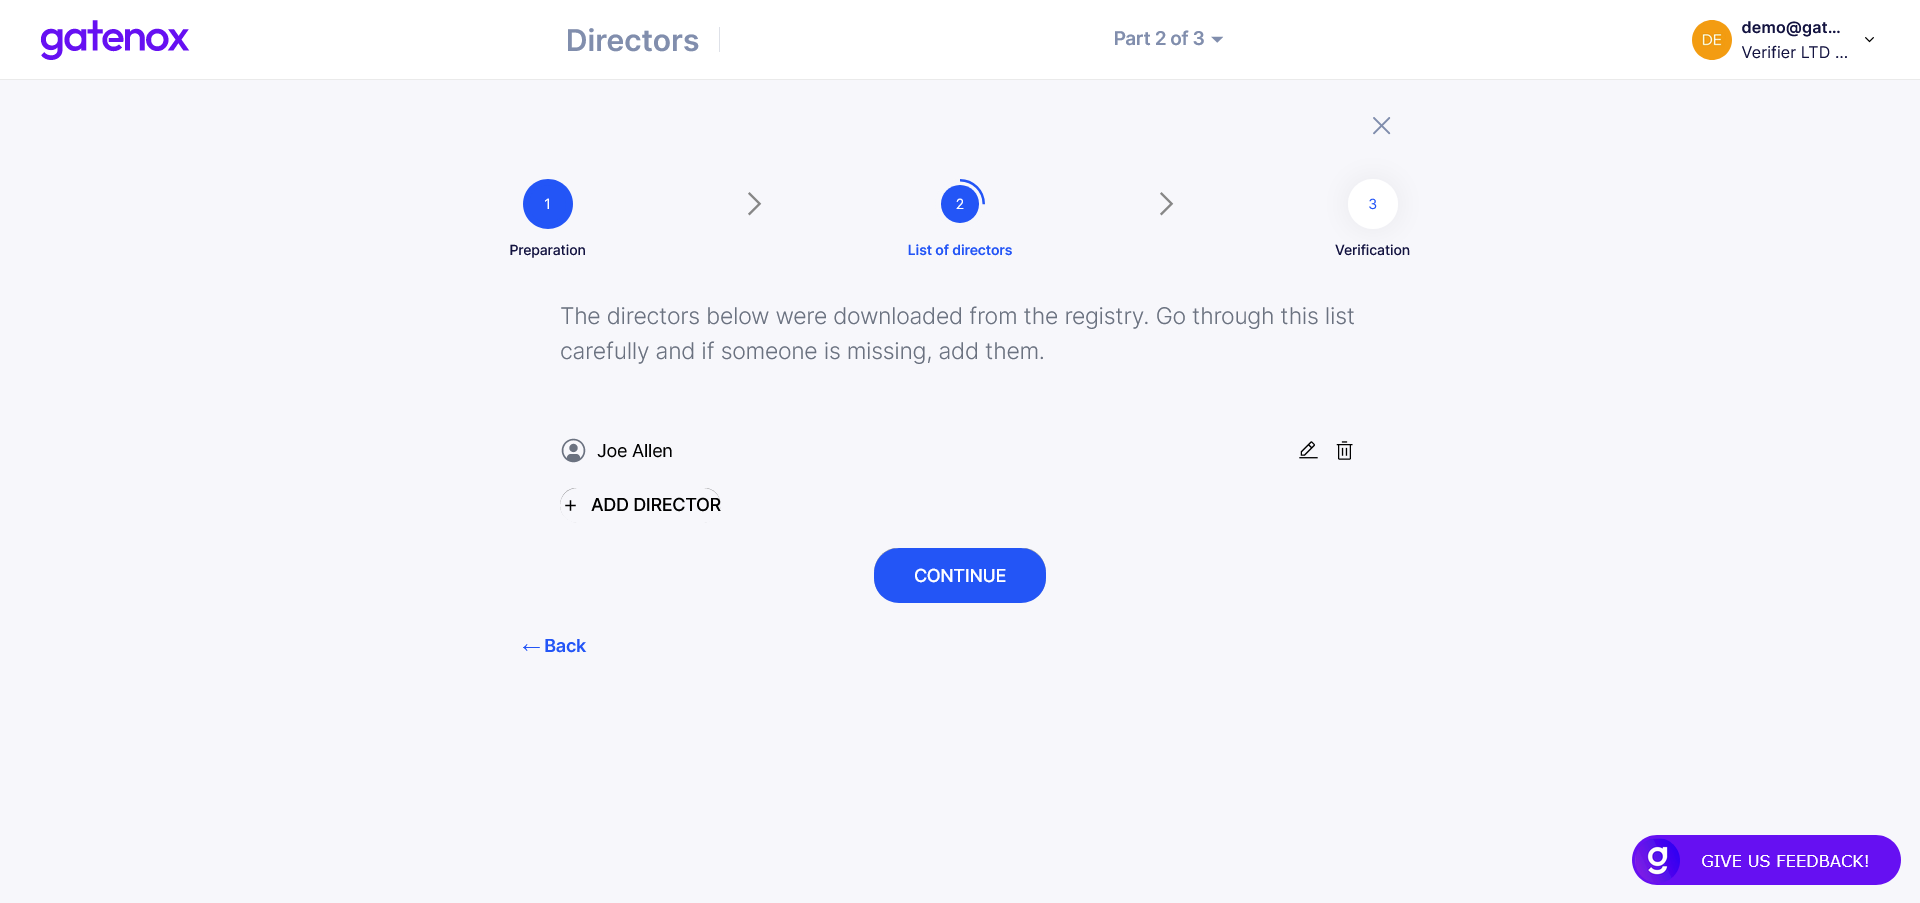 gatenox
Directors
Part 2 of 3
DE
demo@gat...
Verifier LTD ...
1
2
3
Preparation
List of directors
Verification
The directors below were downloaded from the registry. Go through this list
carefully and if someone is missing, add them.
Joe Allen
+ ADD DIRECTOR
CONTINUE
← Back
g GIVE US FEEDBACK!